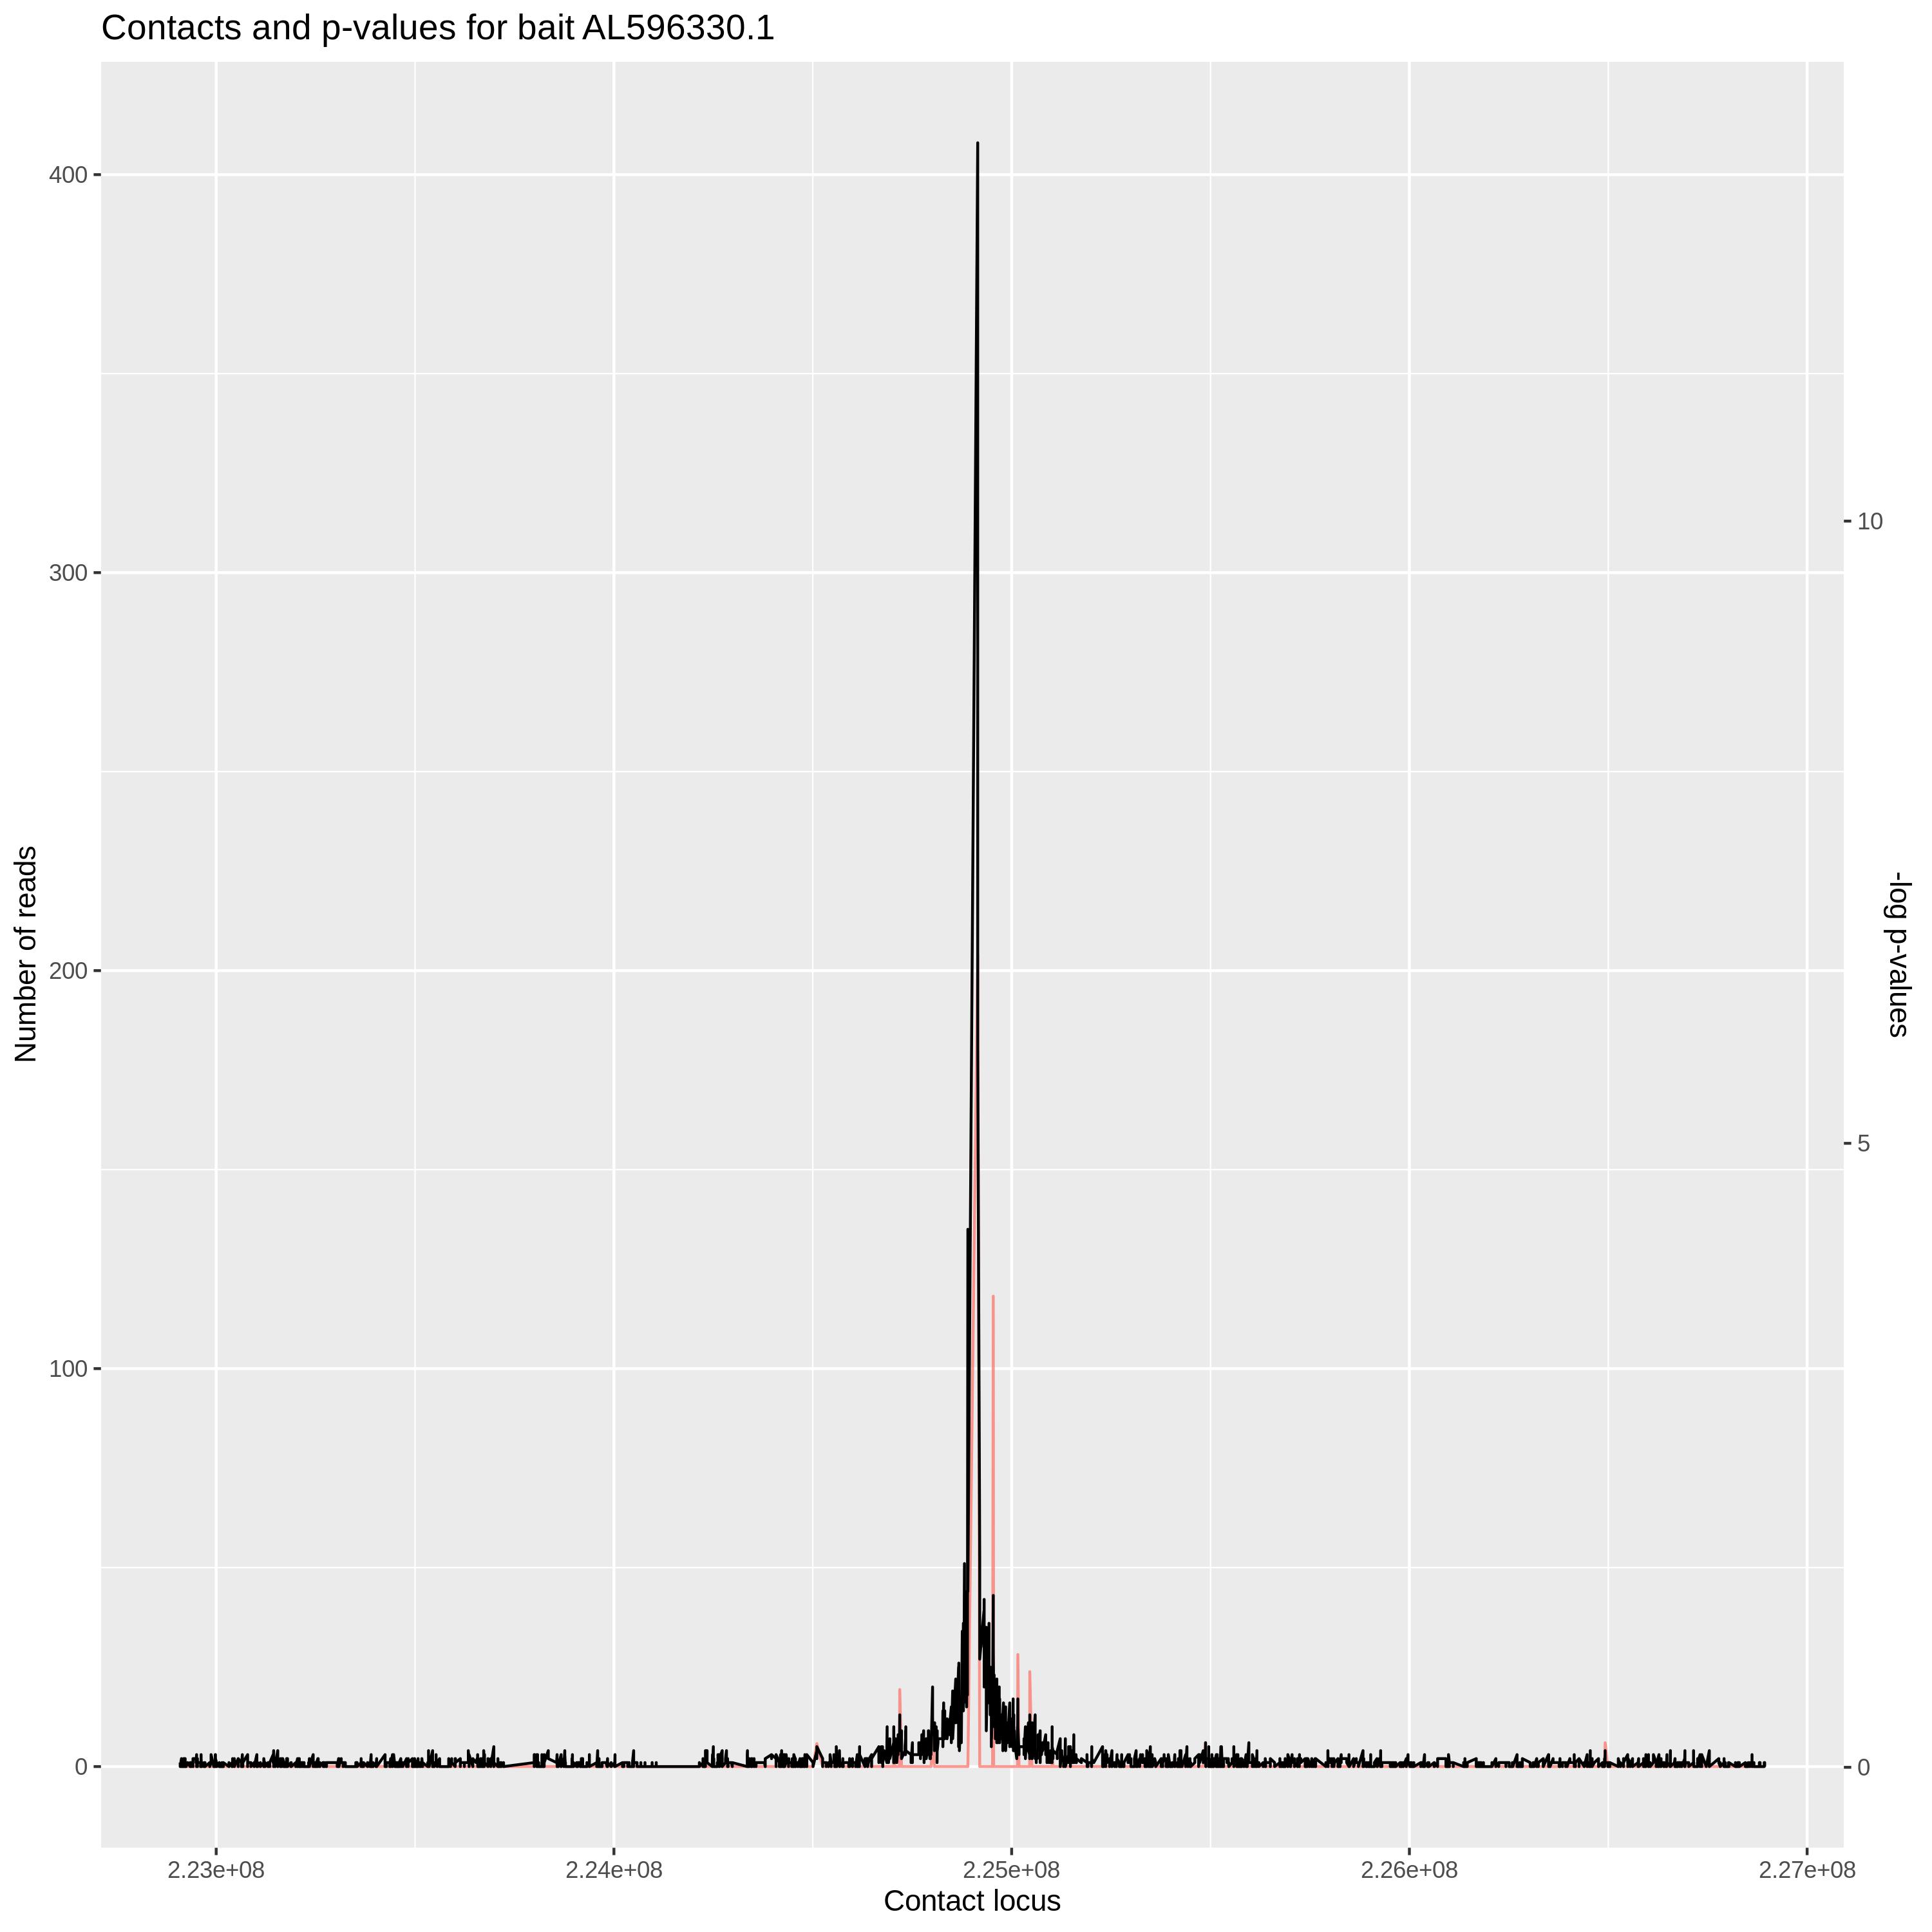 Contacts and p-values for bait AL596330.1
400
300
200
100
0
Number of reads
10
5
0
-log p-values
2.23e+08
2.24e+08
2.25e+08
2.26e+08
2.27e+08
Contact locus